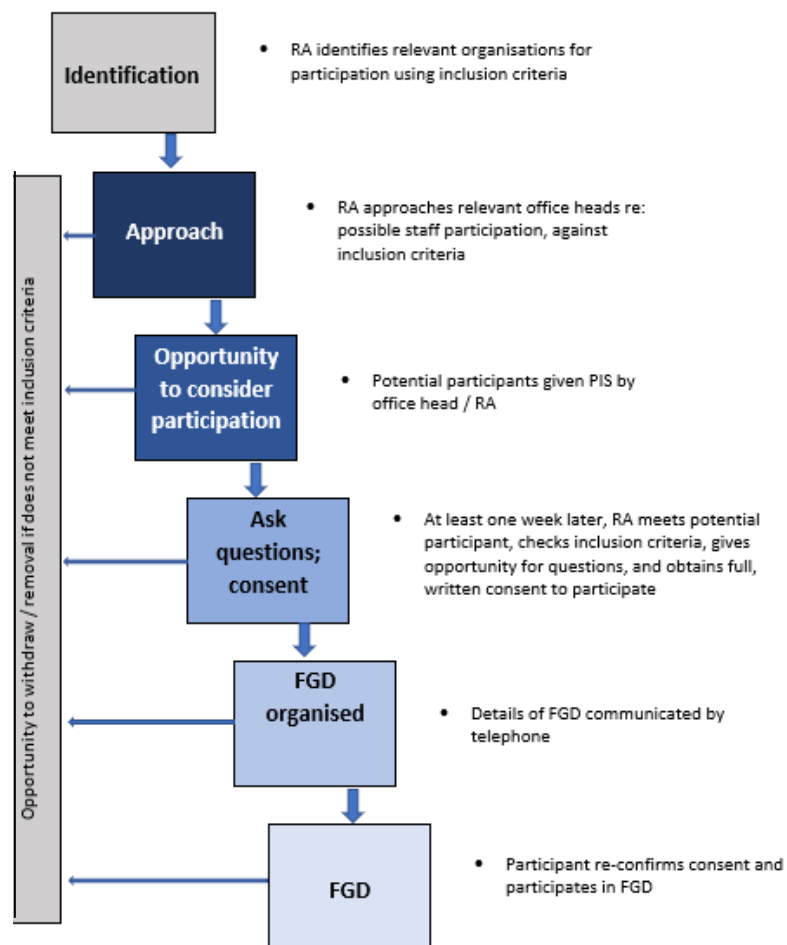 Identification
• RA identifies relevant organisations for
participation using inclusion criteria
Approach
• RA approaches relevant office heads re:
possible staff participation, against
inclusion criteria
Opportunity
to consider
participation
• Potential participants given PIS by
office head / RA
Ask
questions;
consent
• At least one week later, RA meets potential
participant, checks inclusion criteria, gives
opportunity for questions, and obtains full,
written consent to participate
FGD
organised
• Details of FGD communicated by
telephone
FGD
• Participant re-confirms consent and
participates in FGD
Opportunity to withdraw / removal if does not meet inclusion criteria